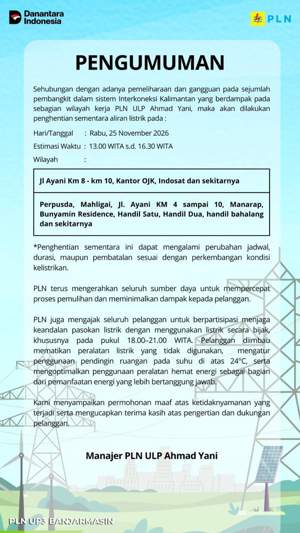 Danantara
Indonesia
PLN
PENGUMUMAN
Sehubungan dengan adanya pemeliharaan dan gangguan pada sejumlah
pembangkit dalam sistem Interkoneksi Kalimantan yang berdampak pada
sebagian wilayah kerja PLN ULP Ahmad Yani, maka akan dilakukan
penghentian sementara aliran listrik pada :
Hari/Tanggal : Rabu, 25 November 2026
Estimasi Waktu : 13.00 WITA s.d. 16.30 WITA
Wilayah :
Jl Ayani Km 8 - km 10, Kantor OJK, Indosat dan sekitarnya
Perpusda, Mahligai, Jl. Ayani KM 4 sampai 10, Manarap,
Bunyamin Residence, Handil Satu, Handil Dua, handil bahalang
dan sekitarnya
*Penghentian sementara ini dapat mengalami perubahan jadwal,
durasi, maupun pembatalan sesuai dengan perkembangan kondisi
kelistrikan.
PLN terus mengerahkan seluruh sumber daya untuk mempercepat
proses pemulihan dan meminimalkan dampak kepada pelanggan.
PLN juga mengajak seluruh pelanggan untuk berpartisipasi menjaga
keandalan pasokan listrik dengan menggunakan listrik secara bijak,
khususnya pada pukul 18.00–21.00 WITA. Pelanggan diimbau
mematikan peralatan listrik yang tidak digunakan, mengatur
penggunaan pendingin ruangan pada suhu di atas 24°C, serta
mengoptimalkan penggunaan peralatan hemat energi sebagai bagian
dari pemanfaatan energi yang lebih bertanggung jawab.
Kami menyampaikan permohonan maaf atas ketidaknyamanan yang
terjadi serta mengucapkan terima kasih atas pengertian dan dukungan
pelanggan.
Manajer PLN ULP Ahmad Yani
PLN UP3 BANJARMASIN